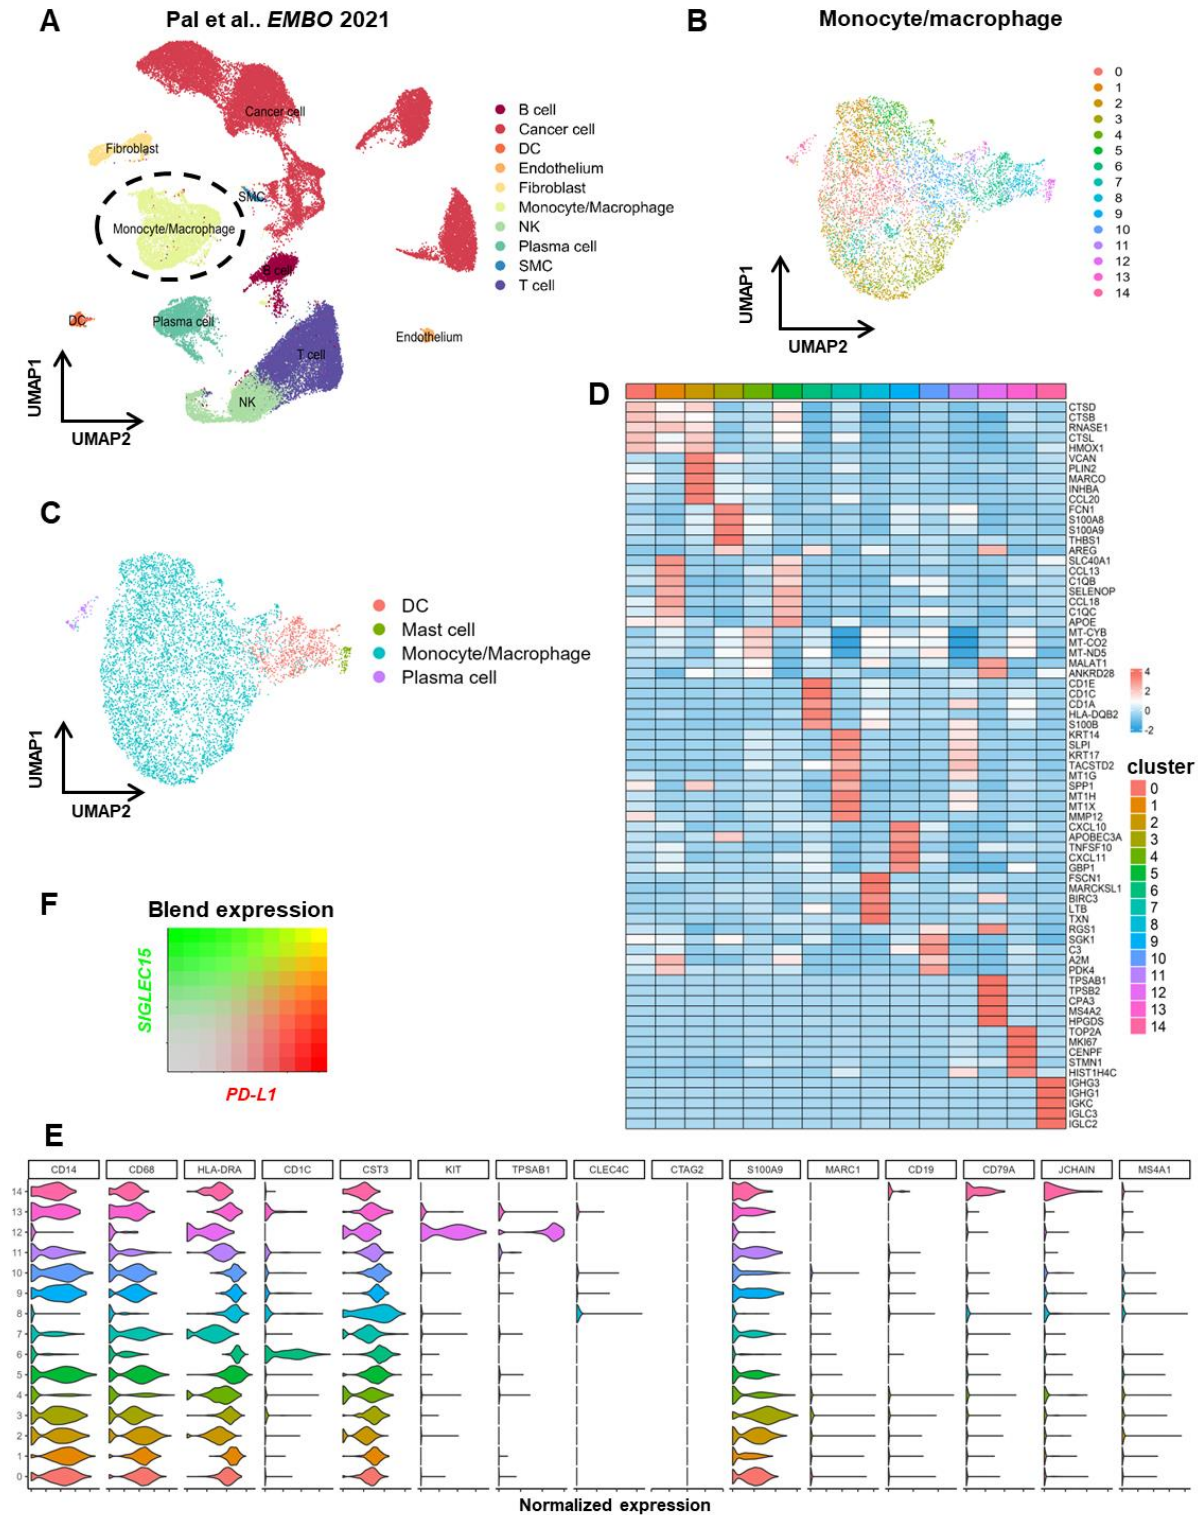 A
Pal et al.. EMBO 2021
Cancer cell
Fibroblast
SMC
Monocyte/Macrophage
B cell
DC
Plasma cell
Endothelium
T cell
NK
UMAP1
UMAP2
B cell
Cancer cell
DC
Endothelium
Fibroblast
Monocyte/Macrophage
NK
Plasma cell
SMC
T cell
B
Monocyte/macrophage
0
1
2
3
4
5
6
7
8
9
10
11
12
13
14
UMAP1
UMAP2
C
DC
Mast cell
Monocyte/Macrophage
Plasma cell
UMAP1
UMAP2
D
CTSD
CTSB
RNASE1
CTSL
HMOX1
VCAN
PLIN2
MARCO
INHBA
CCL20
FCN1
S100A8
S100A9
THBS1
AREG
SLC40A1
CCL13
C1QB
SELENOP
CCL18
C1QC
APOE
MT-CYB
MT-CO2
MT-ND5
MALAT1
ANKRD28
CD1E
CD1C
CD1A
HLA-DQB2
S100B
KRT14
SLPI
KRT17
TACSTD2
MT1G
SPP1
MT1H
MT1X
MMP12
CXCL10
APOBEC3A
TNFSF10
CXCL11
GBP1
FSCN1
MARCKSL1
BIRC3
LTB
TXN
RGS1
SGK1
C3
A2M
PDK4
TPSAB1
TPSB2
CPA3
MS4A2
HPGDS
TOP2A
MKI67
CENPF
STMN1
HIST1H4C
IGHG3
IGHG1
IGKC
IGLC3
IGLC2
4
2
0
-2
cluster
0
1
2
3
4
5
6
7
8
9
10
11
12
13
14
F
Blend expression
SIGLEC15
PD-L1
E
CD14 CD68 HLA-DRA CD1C CST3 KIT TPSAB1 CLEC4C CTAG2 S100A9 MARC1 CD19 CD79A JCHAIN MS4A1
14
13
12
11
10
9
8
7
6
5
4
3
2
1
0
Normalized expression